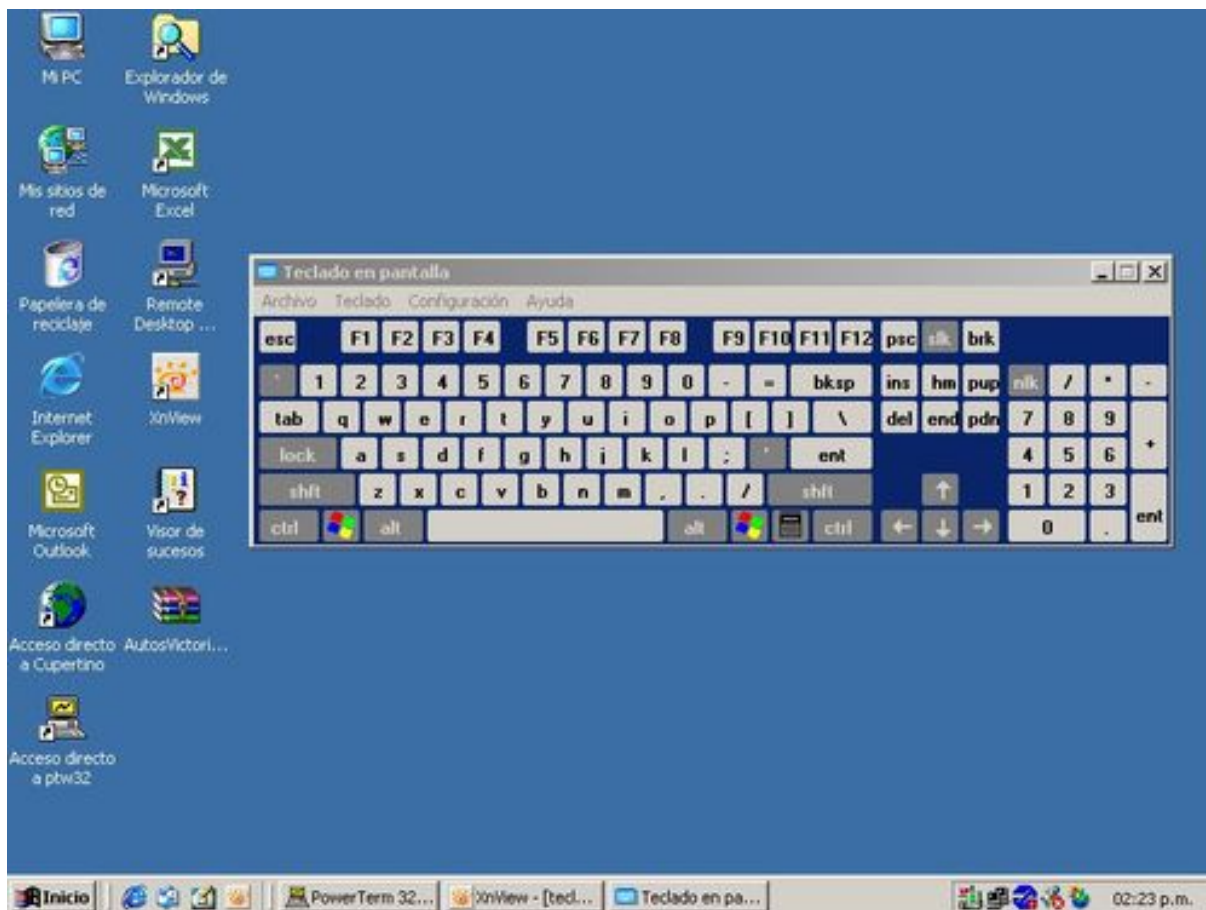 Mi PC
Explorador de
Windows
Mis sitios de
red
Microsoft
Excel
Papelera de
reciclaje
Remote
Desktop ...
Internet
Explorer
XnView
Microsoft
Outlook
Visor de
sucesos
Acceso directo
a Cupertino
AutosVictori...
Acceso directo
a ptw32
Teclado en pantalla
Archivo Teclado Configuración Ayuda
esc F1 F2 F3 F4 F5 F6 F7 F8 F9 F10 F11 F12 psc slk brk
` 1 2 3 4 5 6 7 8 9 0 - = bksp ins hm pup nlk / * -
tab q w e r t y u i o p [ ] \ del end pdn 7 8 9 +
lock a s d f g h j k l ; ' ent 4 5 6
shft z x c v b n m , . / shft ↑ 1 2 3 ent
ctrl alt alt ctrl ← ↓ → 0 .
Inicio PowerTerm 32... XnView - [tecl... Teclado en pa... 02:23 p.m.